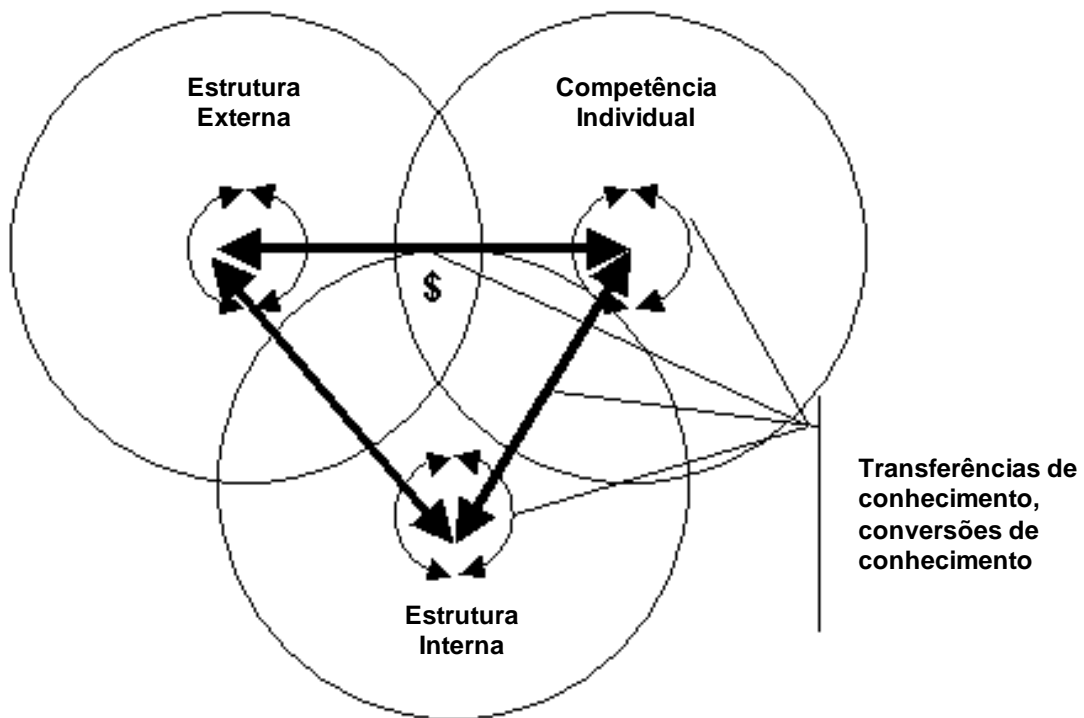 Estrutura
Externa
Competência
Individual
$
Transferências de
conhecimento,
conversões de
conhecimento
Estrutura
Interna